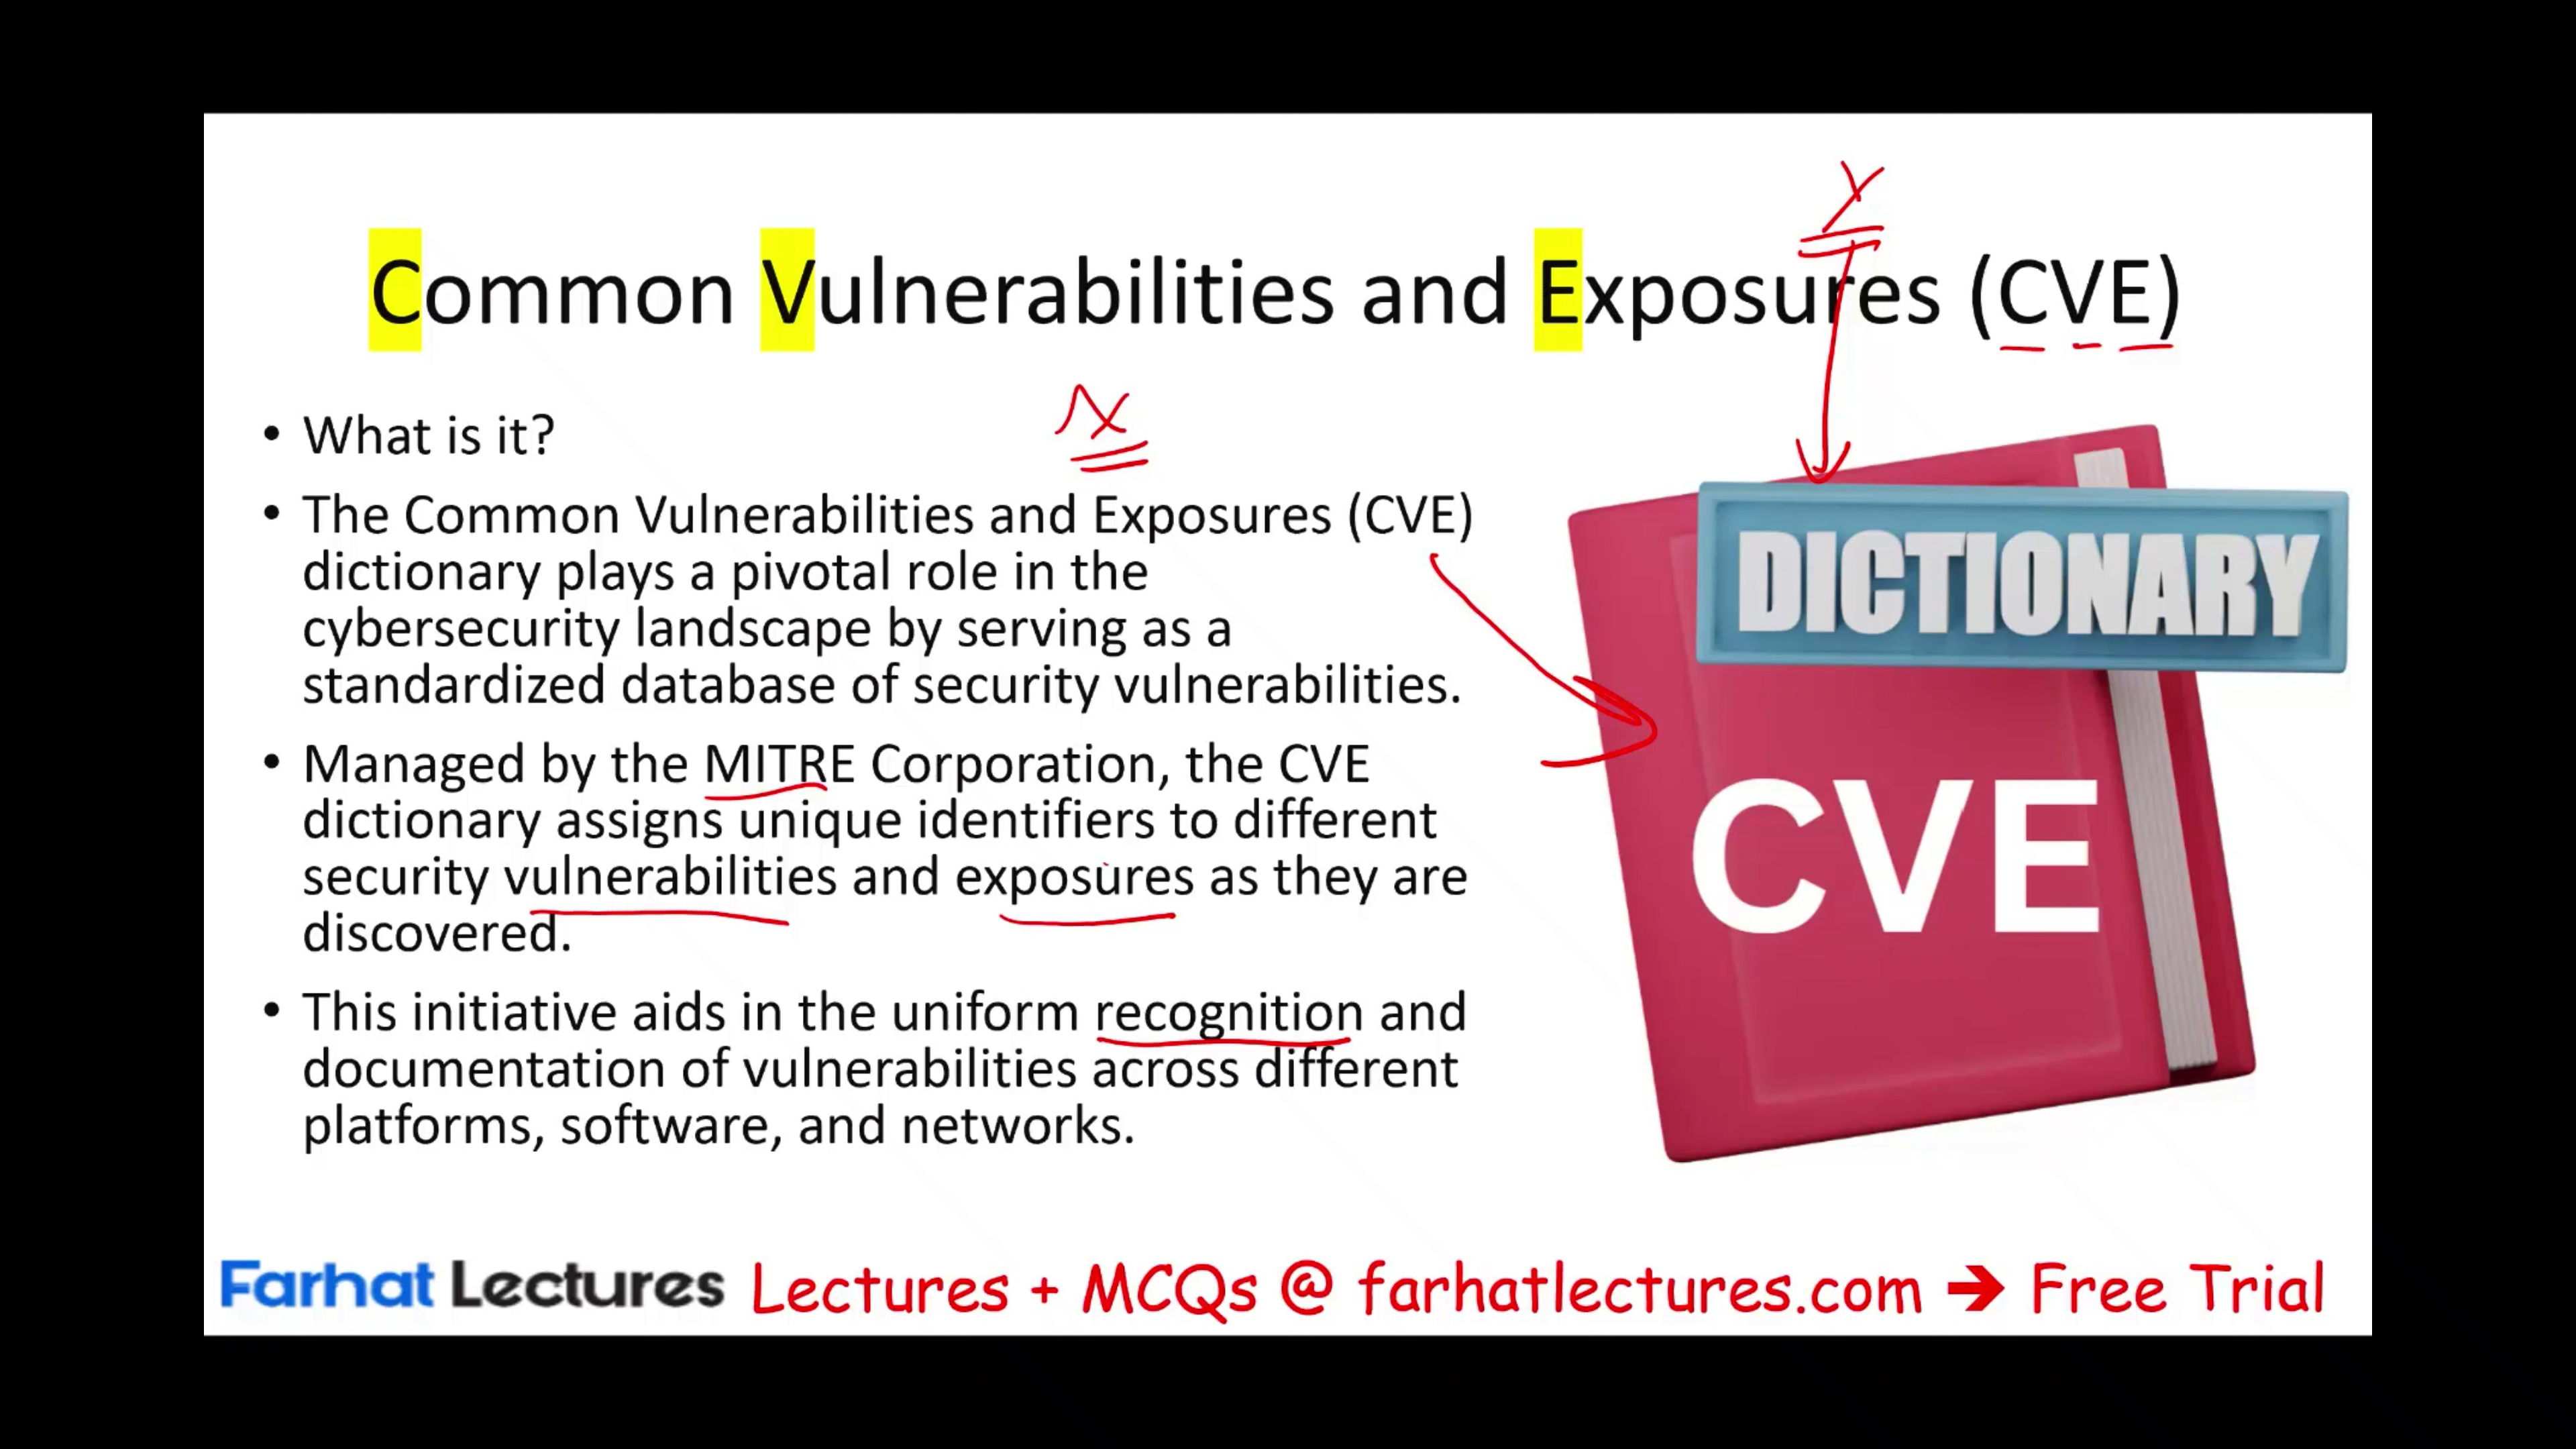 Common Vulnerabilities and Exposures (CVE)
• What is it?
• The Common Vulnerabilities and Exposures (CVE)
dictionary plays a pivotal role in the
cybersecurity landscape by serving as a
standardized database of security vulnerabilities.
• Managed by the MITRE Corporation, the CVE
dictionary assigns unique identifiers to different
security vulnerabilities and exposures as they are
discovered.
• This initiative aids in the uniform recognition and
documentation of vulnerabilities across different
platforms, software, and networks.
DICTIONARY
CVE
Farhat Lectures Lectures + MCQs @ farhatlectures.com ➔ Free Trial